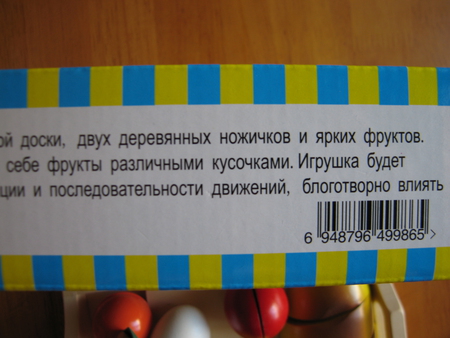 ой доски, двух деревянных ножичков и ярких фруктов.
себе фрукты различными кусочками. Игрушка будет
ции и последовательности движений, блоготворно влиять
6 948796 499865 >